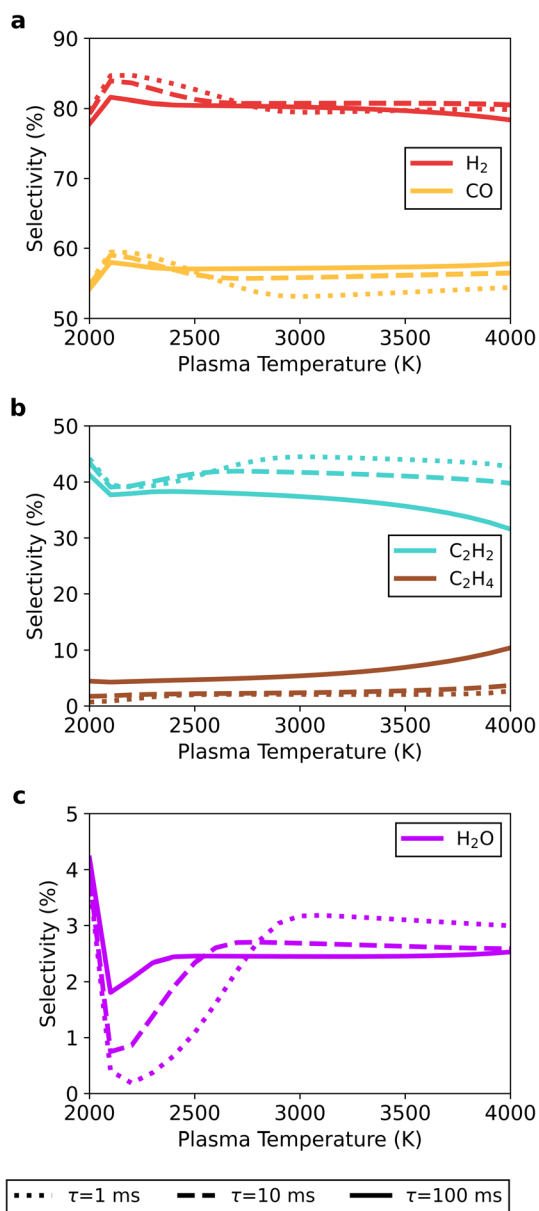 a
90
80
70
60
50
Selectivity (%)
H₂
CO
2000 2500 3000 3500 4000
Plasma Temperature (K)
b
50
40
30
20
10
0
Selectivity (%)
C₂H₂
C₂H₄
2000 2500 3000 3500 4000
Plasma Temperature (K)
c
5
4
3
2
1
0
Selectivity (%)
H₂O
2000 2500 3000 3500 4000
Plasma Temperature (K)
τ=1 ms τ=10 ms τ=100 ms